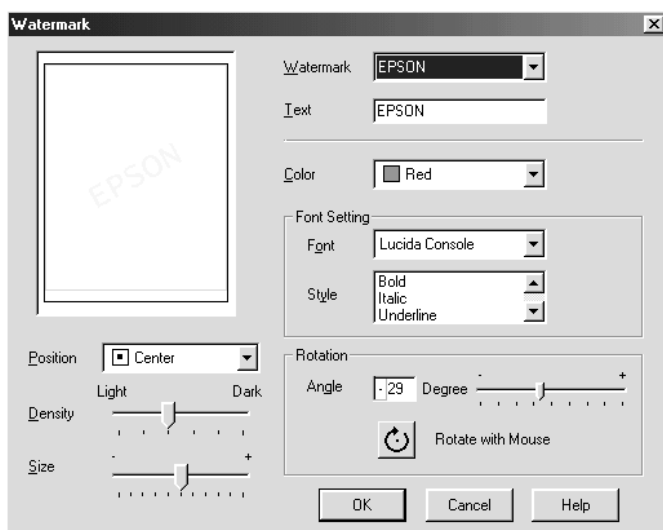 Watermark
Watermark EPSON
Text EPSON
EPSON
Color Red
Font Setting
Font Lucida Console
Style Bold
Italic
Underline
Position Center
Light Dark
Density
- +
Size
Rotation
- +
Angle -29 Degree
Rotate with Mouse
OK Cancel Help